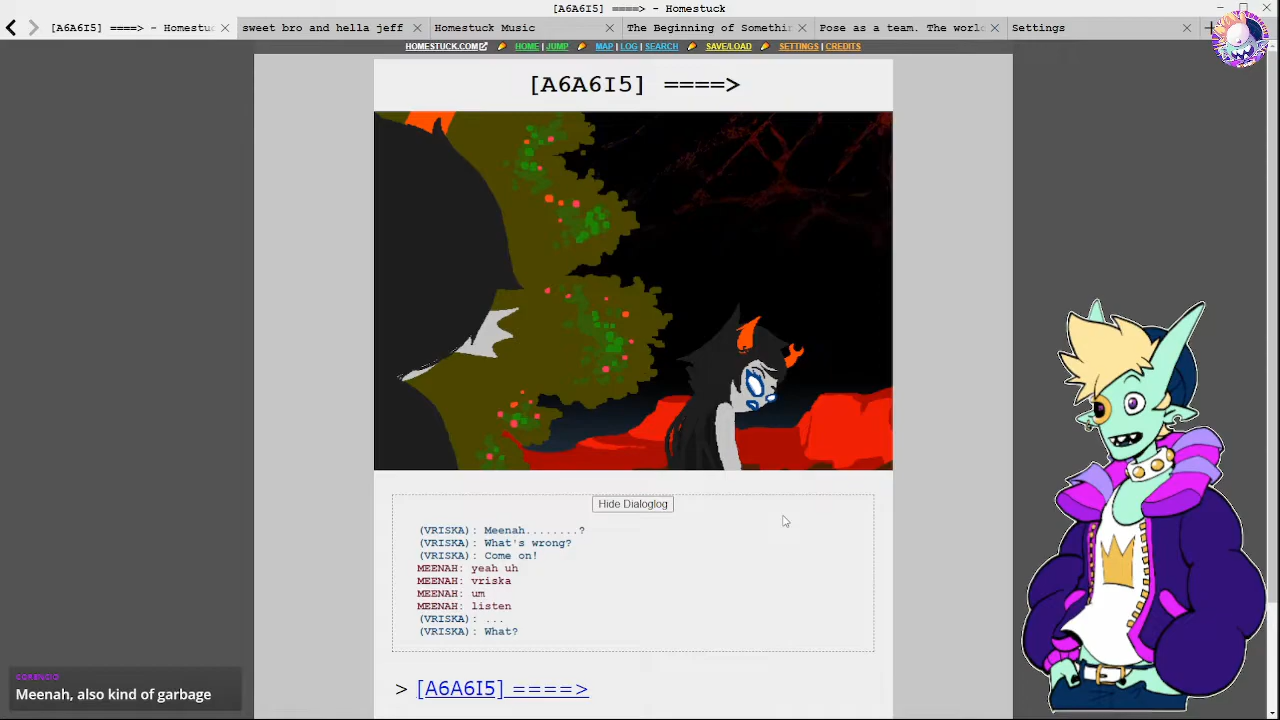 [A6A6I5] ====> - Homestuck
[A6A6I5] ====> - Homestuc
sweet bro and hella jeff
Homestuck Music
The Beginning of Somethin
Pose as a team. The worl
Settings
HOMESTUCK.COM HOME | JUMP MAP | LOG | SEARCH SAVE/LOAD SETTINGS | CREDITS
[A6A6I5] ====>
Hide Dialoglog
(VRISKA): Meenah........?
(VRISKA): What's wrong?
(VRISKA): Come on!
MEENAH: yeah uh
MEENAH: vriska
MEENAH: um
MEENAH: listen
(VRISKA): ...
(VRISKA): What?
> [A6A6I5] ====>
Meenah, also kind of garbage